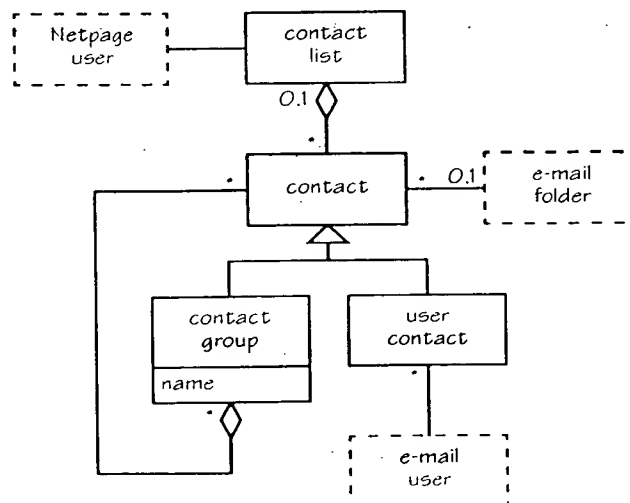 Netpage
user
contact
list
0.1
*
contact
*
*
0.1
e-mail
folder
contact
group
name
*
user
contact
*
e-mail
user